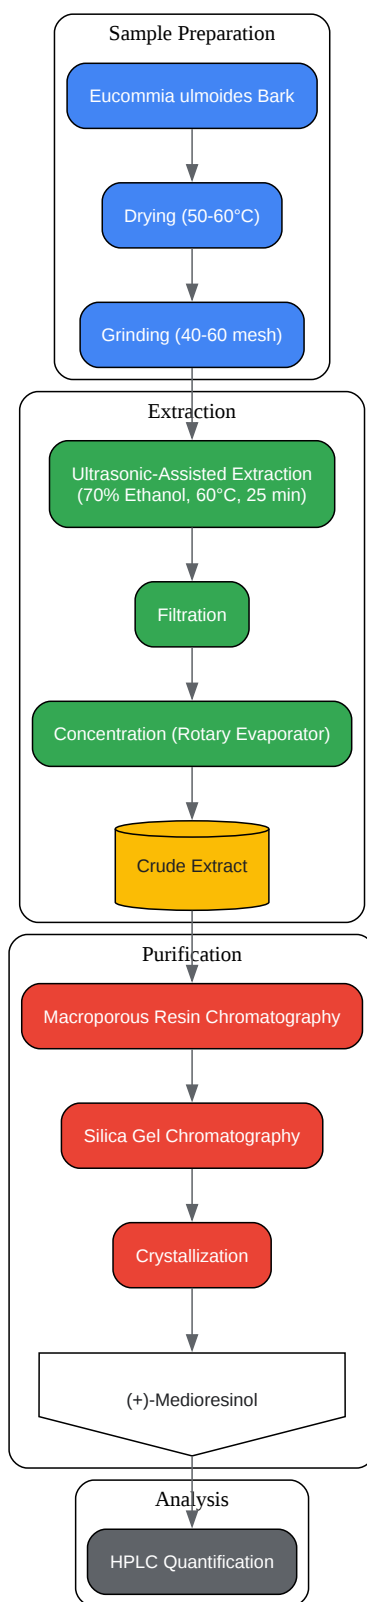 Sample Preparation
Eucommia ulmoides Bark
Drying (50-60°C)
Grinding (40-60 mesh)
Extraction
Ultrasonic-Assisted Extraction
(70% Ethanol, 60°C, 25 min)
Filtration
Concentration (Rotary Evaporator)
Crude Extract
Purification
Macroporous Resin Chromatography
Silica Gel Chromatography
Crystallization
(+)-Medioresinol
Analysis
HPLC Quantification